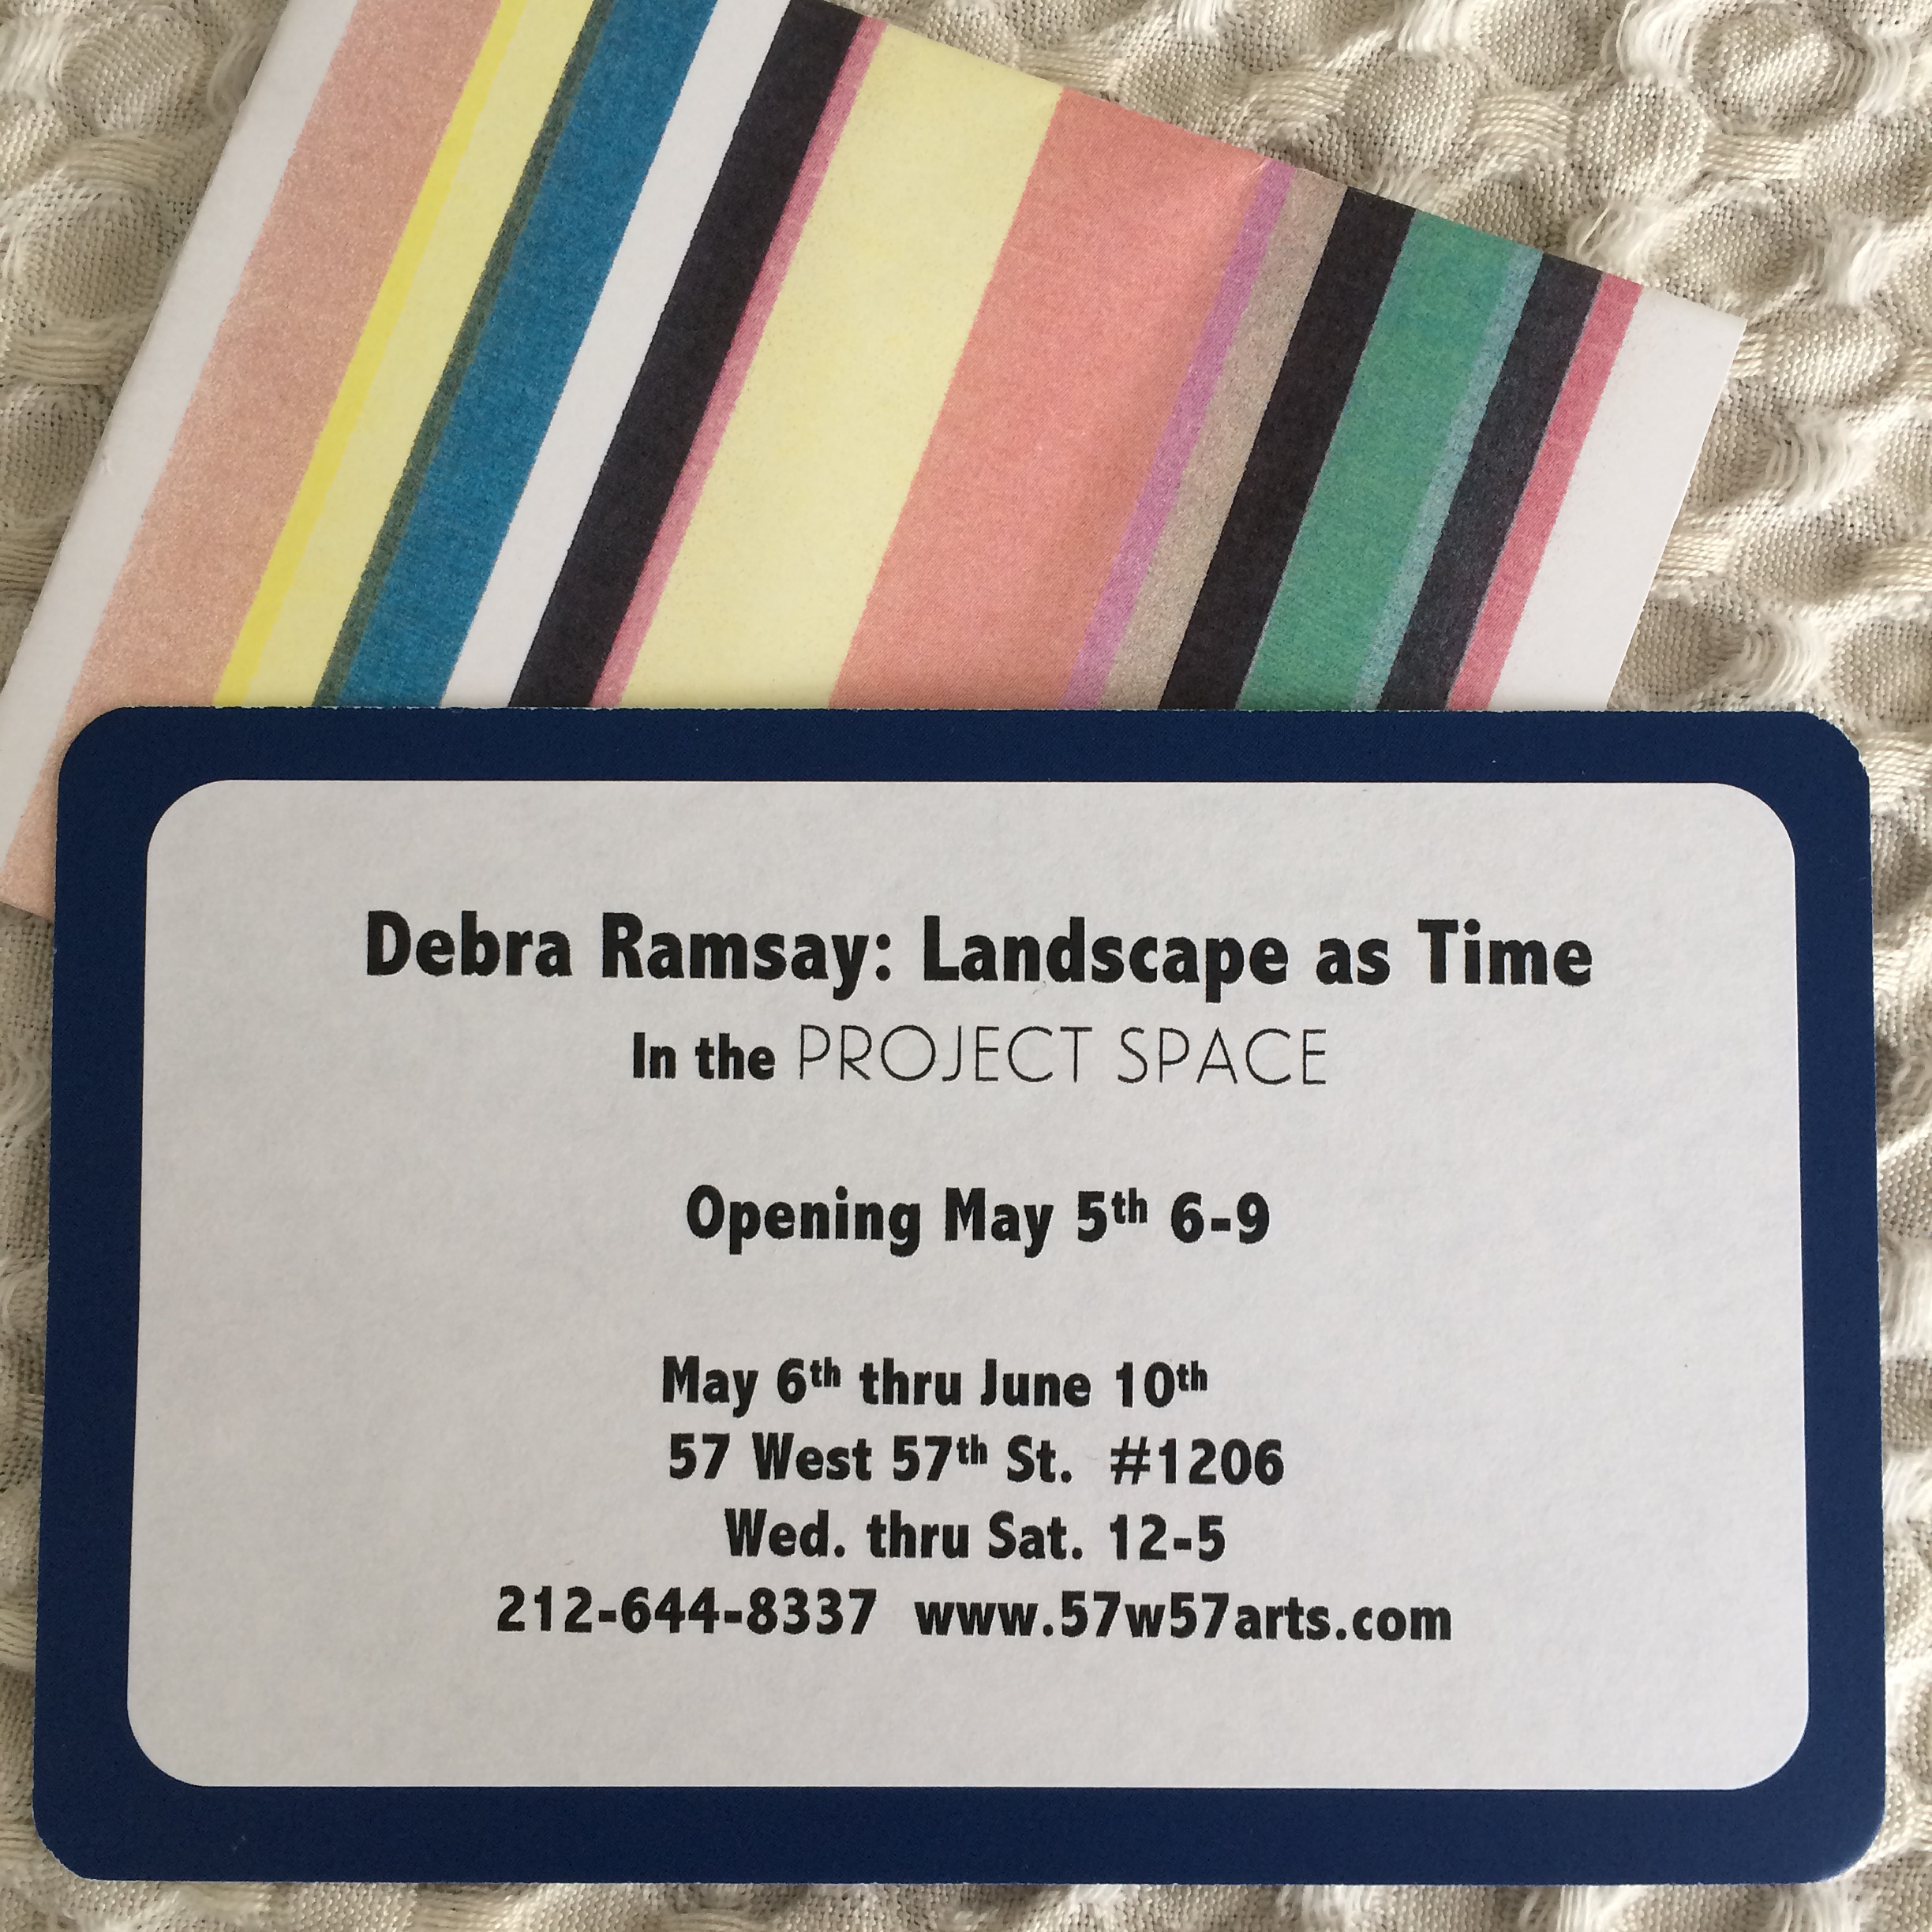 Debra Ramsay: Landscape as Time
In the PROJECT SPACE
Opening May 5th 6-9
May 6th thru June 10th
57 West 57th St. #1206
Wed. thru Sat. 12-5
212-644-8337 www.57w57arts.com